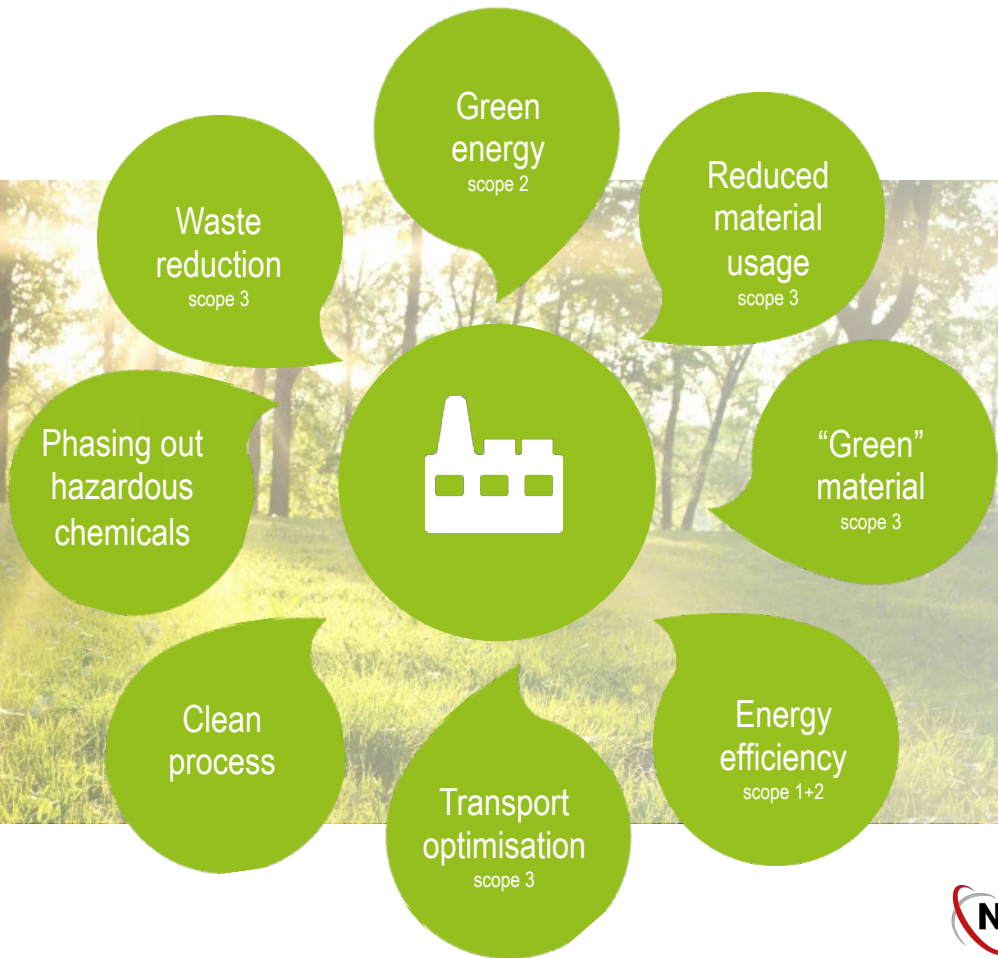 Green
energy
scope 2
Reduced
material
usage
scope 3
“Green”
material
scope 3
Energy
efficiency
scope 1+2
Transport
optimisation
scope 3
Clean
process
Phasing out
hazardous
chemicals
Waste
reduction
scope 3
N